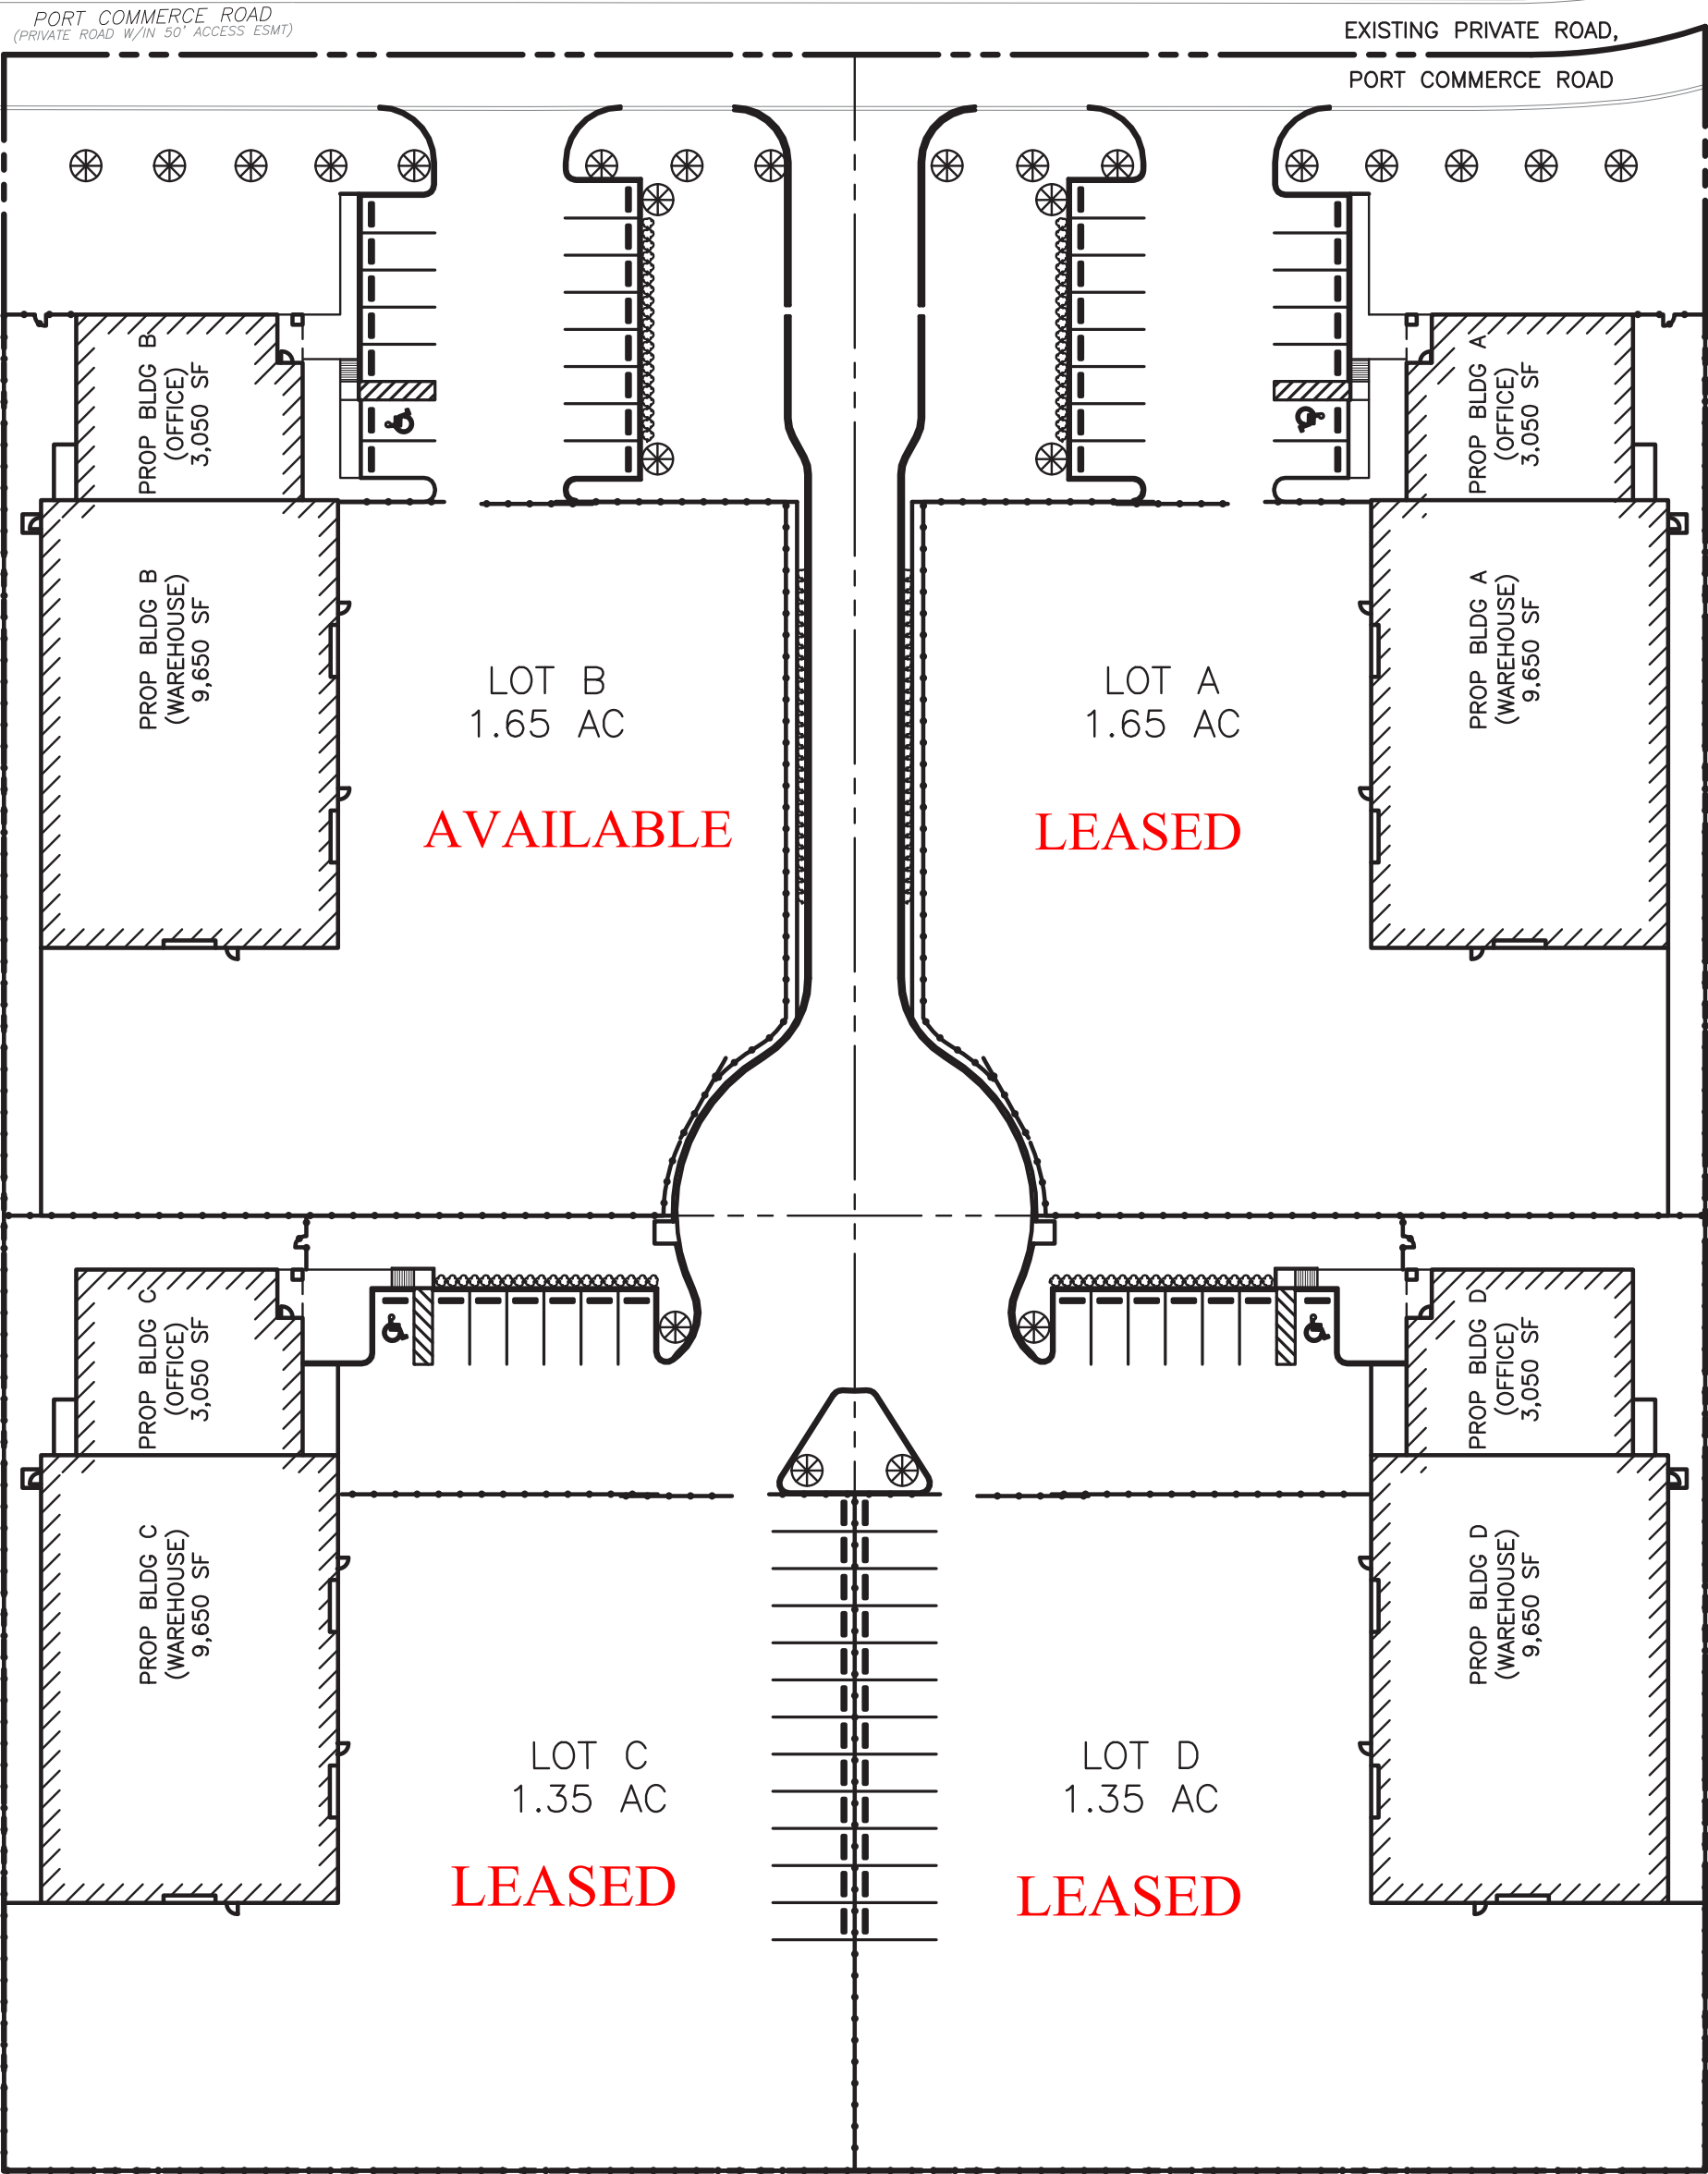 PORT COMMERCE ROAD
(PRIVATE ROAD W/IN 50' ACCESS ESMT)
EXISTING PRIVATE ROAD,
PORT COMMERCE ROAD
PROP BLDG B
(OFFICE)
3,050 SF
PROP BLDG A
(OFFICE)
3,050 SF
PROP BLDG B
(WAREHOUSE)
9,650 SF
LOT B
1.65 AC
AVAILABLE
LOT A
1.65 AC
LEASED
PROP BLDG A
(WAREHOUSE)
9,650 SF
PROP BLDG C
(OFFICE)
3,050 SF
PROP BLDG D
(OFFICE)
3,050 SF
PROP BLDG C
(WAREHOUSE)
9,650 SF
LOT C
1.35 AC
LEASED
LOT D
1.35 AC
LEASED
PROP BLDG D
(WAREHOUSE)
9,650 SF